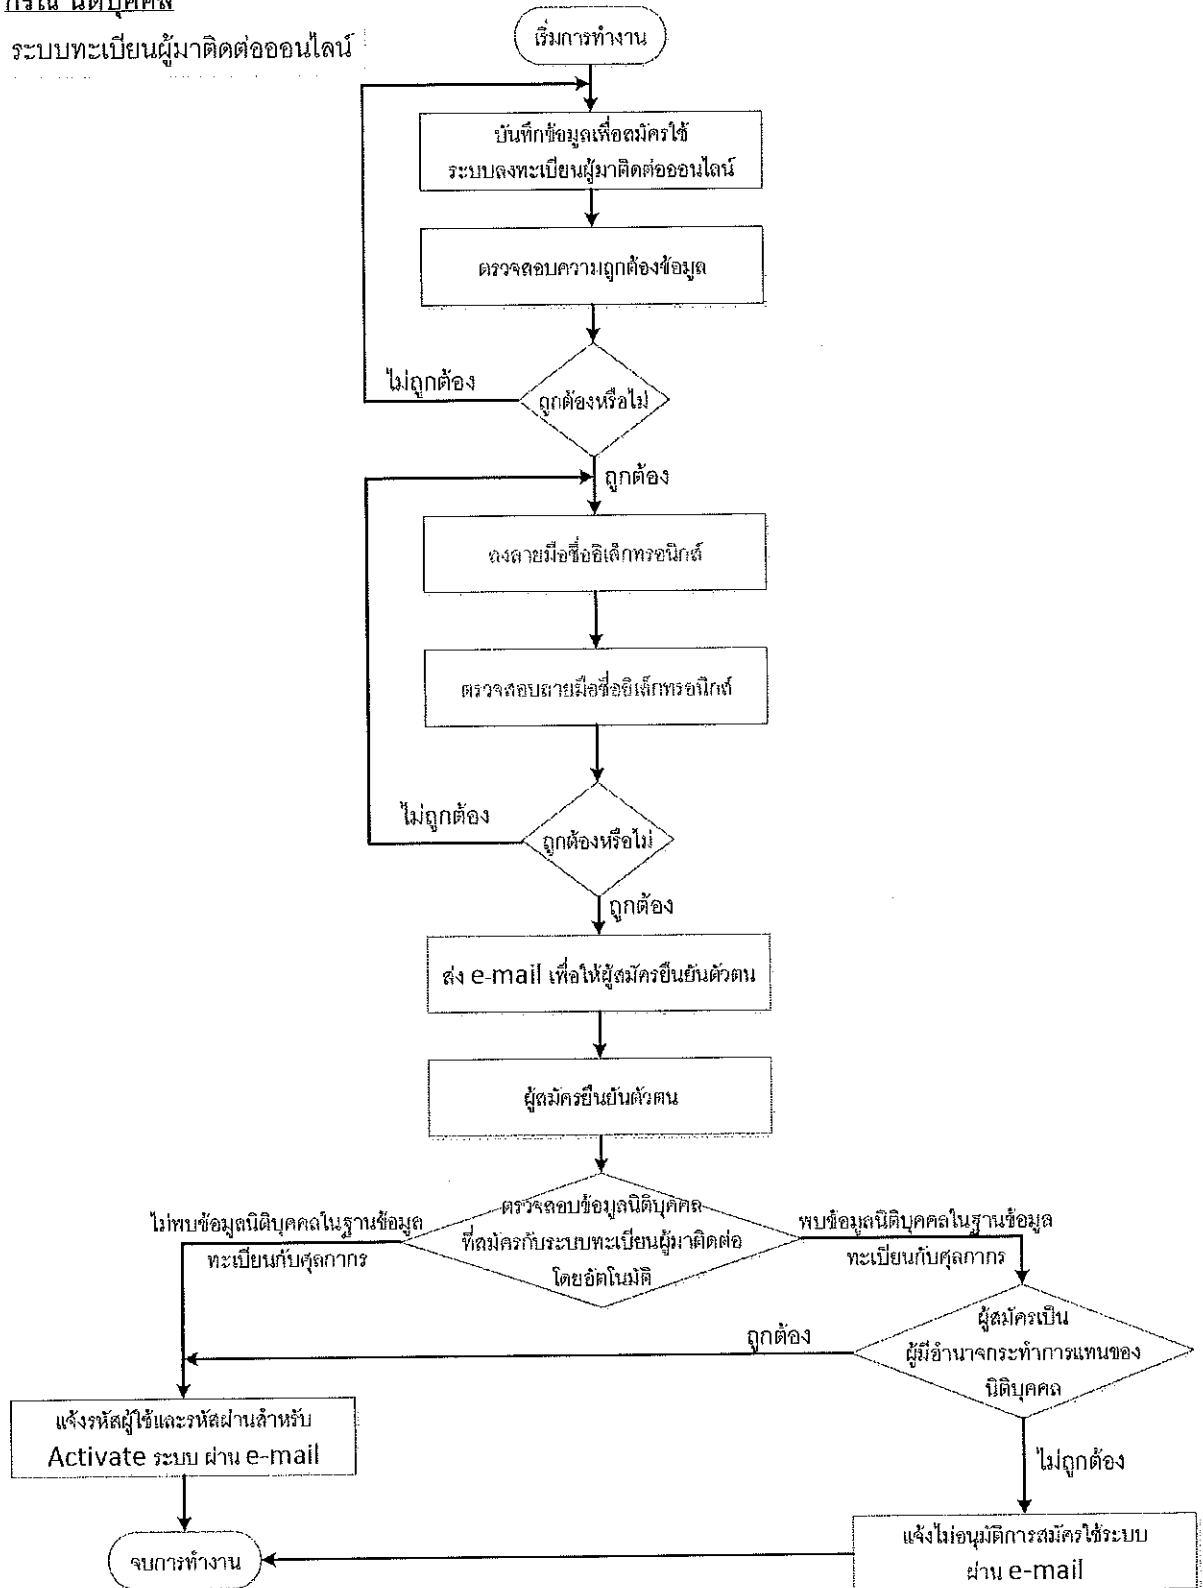 กรณี นิติบุคคล
ระบบทะเบียนผู้มาติดต่อออนไลน์
เริ่มการทำงาน
บันทึกข้อมูลเพื่อสมัครใช้
ระบบลงทะเบียนผู้มาติดต่อออนไลน์
ตรวจสอบความถูกต้องข้อมูล
ไม่ถูกต้อง
ถูกต้องหรือไม่
ถูกต้อง
ลงลายมือชื่ออิเล็กทรอนิกส์
ตรวจสอบลายมือชื่ออิเล็กทรอนิกส์
ไม่ถูกต้อง
ถูกต้องหรือไม่
ถูกต้อง
ส่ง e-mail เพื่อให้ผู้สมัครยืนยันตัวตน
ผู้สมัครยืนยันตัวตน
ตรวจสอบข้อมูลนิติบุคคล
ที่สมัครกับระบบทะเบียนผู้มาติดต่อ
โดยอัตโนมัติ
ไม่พบข้อมูลนิติบุคคลในฐานข้อมูล
ทะเบียนกับศุลกากร
พบข้อมูลนิติบุคคลในฐานข้อมูล
ทะเบียนกับศุลกากร
ผู้สมัครเป็น
ผู้มีอำนาจกระทำการแทนของ
นิติบุคคล
ถูกต้อง
แจ้งรหัสผู้ใช้และรหัสผ่านสำหรับ
Activate ระบบ ผ่าน e-mail
ไม่ถูกต้อง
แจ้งไม่อนุมัติการสมัครใช้ระบบ
ผ่าน e-mail
จบการทำงาน